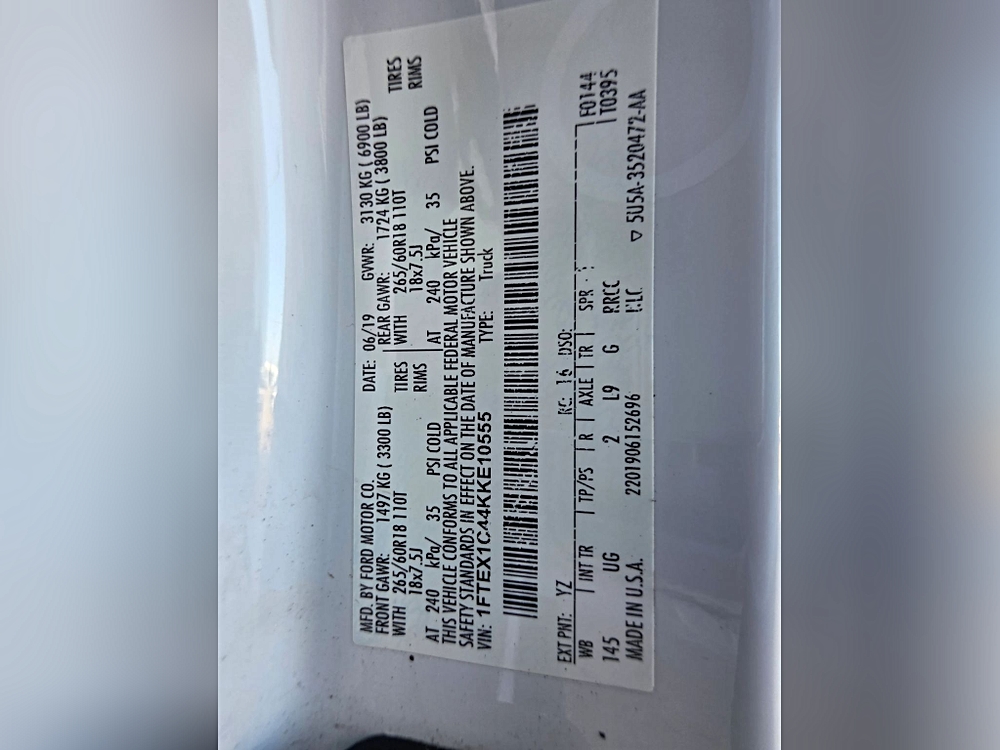 MFD. BY FORD MOTOR CO.
DATE: 06/19 GVWR: 3130 KG ( 6900 LB)
FRONT GAWR: 1497 KG ( 3300 LB) REAR GAWR: 1724 KG ( 3800 LB)
WITH 265/60R18 110T TIRES WITH 265/60R18 110T TIRES
18x7.5J RIMS 18x7.5J RIMS
AT 240 kPa/ 35 PSI COLD AT 240 kPa/ 35 PSI COLD
THIS VEHICLE CONFORMS TO ALL APPLICABLE FEDERAL MOTOR VEHICLE
SAFETY STANDARDS IN EFFECT ON THE DATE OF MANUFACTURE SHOWN ABOVE.
VIN: 1FTEX1CA4KKE10555 TYPE: Truck
EXT PNT: YZ RC: 16 DSO: F0144
WB INT TR TP/PS R AXLE TR SPR T0395
145 UG 2 L9 G RRCC
MADE IN U.S.A. 2201906152696 ▽ 5U5A-3520472-AA